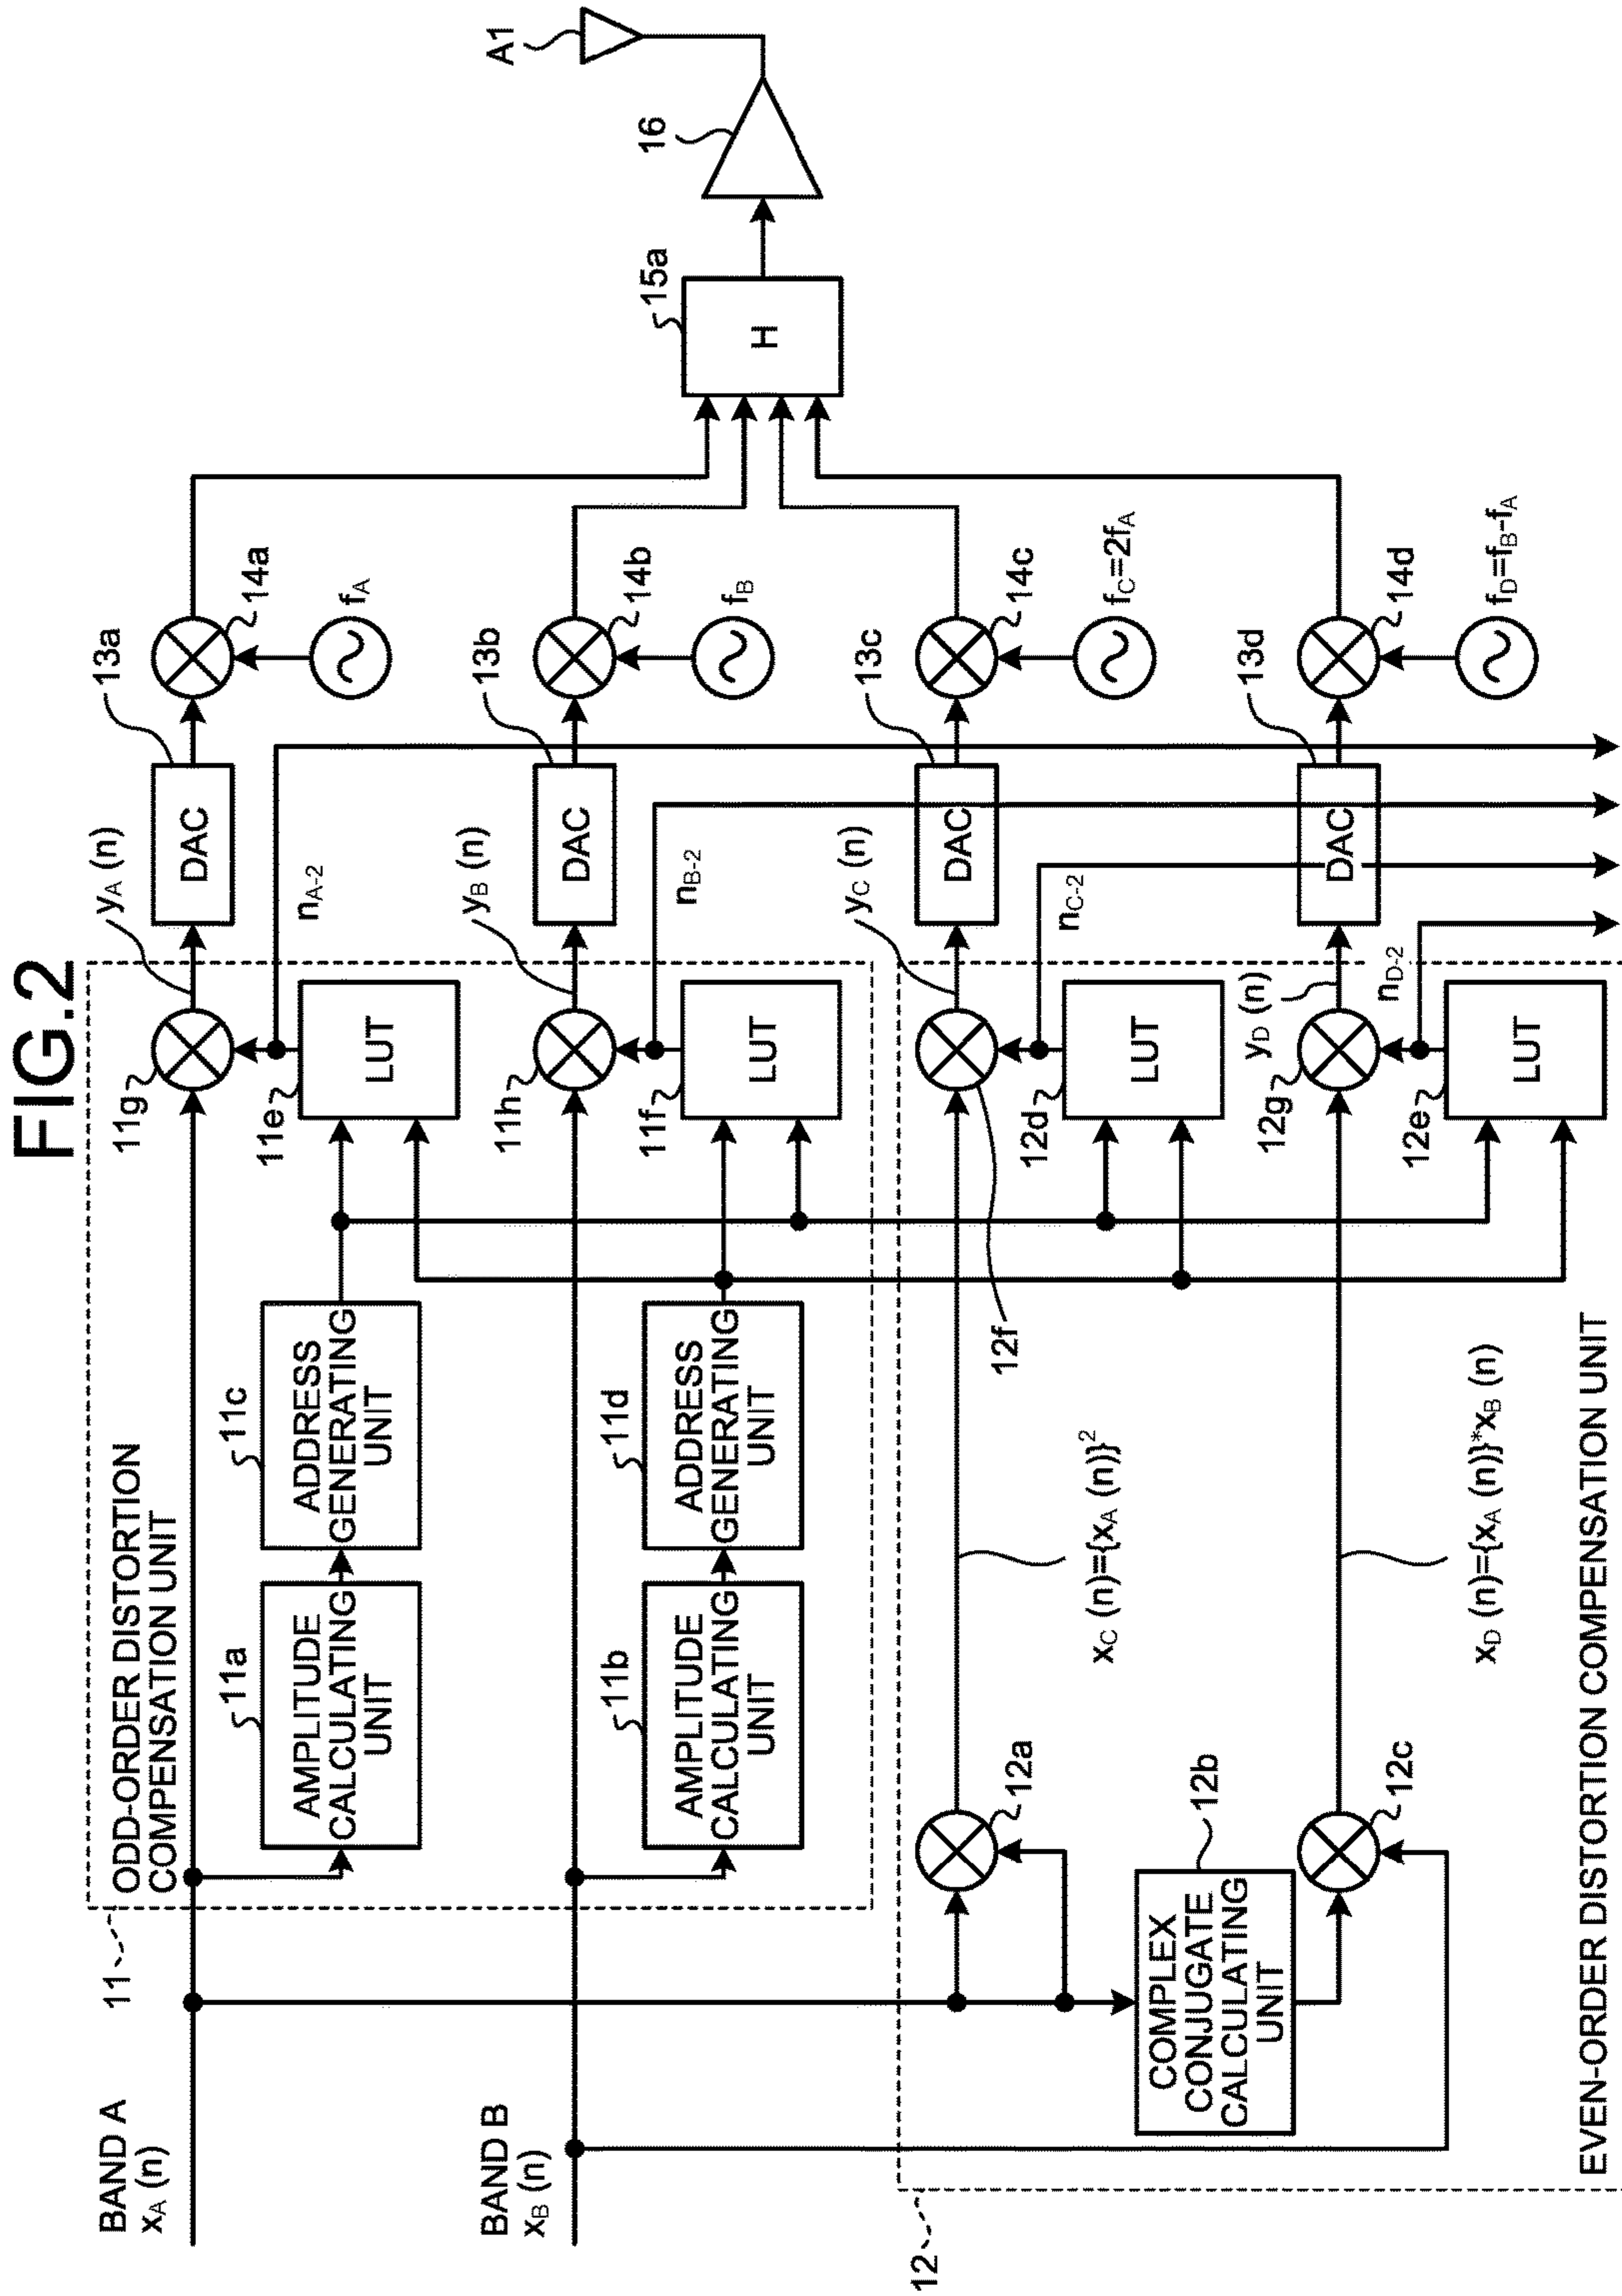 FIG.2
BAND A
xA (n)
11
ODD-ORDER DISTORTION
COMPENSATION UNIT
11a
AMPLITUDE
CALCULATING
UNIT
11c
ADDRESS
GENERATING
UNIT
11g
11e
LUT
yA (n)
nA-2
13a
DAC
14a
fA
BAND B
xB (n)
11b
AMPLITUDE
CALCULATING
UNIT
11d
ADDRESS
GENERATING
UNIT
11h
11f
LUT
yB (n)
nB-2
13b
DAC
14b
fB
15a
H
16
A1
12
12a
xC (n)={xA (n)}2
12f
12d
LUT
yC (n)
nC-2
13c
DAC
14c
fC=2fA
COMPLEX
CONJUGATE
CALCULATING
UNIT
12b
12c
xD (n)={xA (n)}*xB (n)
12g
12e
LUT
yD (n)
nD-2
13d
DAC
14d
fD=fB-fA
EVEN-ORDER DISTORTION COMPENSATION UNIT